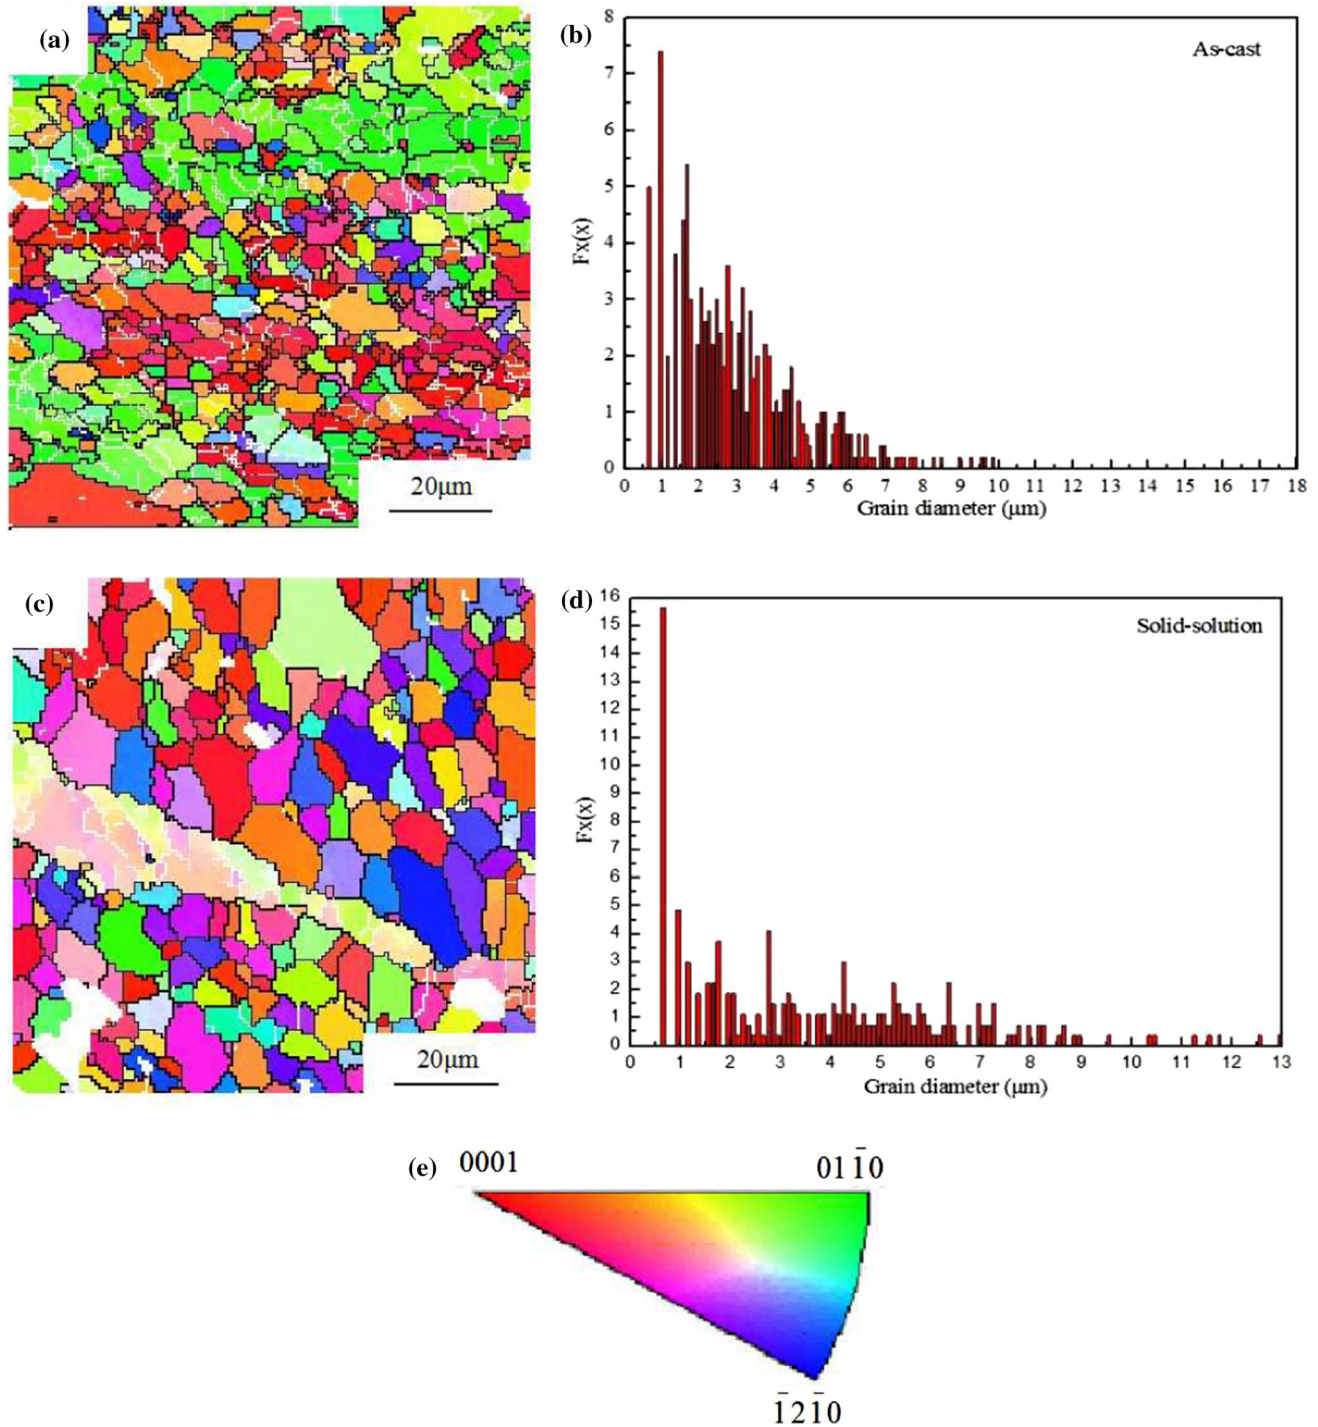 (a)
20μm
(b)
As-cast
Fx(x)
8
7
6
5
4
3
2
1
0
0 1 2 3 4 5 6 7 8 9 10 11 12 13 14 15 16 17 18
Grain diameter (μm)
(c)
20μm
(d)
Solid-solution
Fx(x)
16
15
14
13
12
11
10
9
8
7
6
5
4
3
2
1
0
0 1 2 3 4 5 6 7 8 9 10 11 12 13
Grain diameter (μm)
(e)
0001
011̅0
1̅21̅0